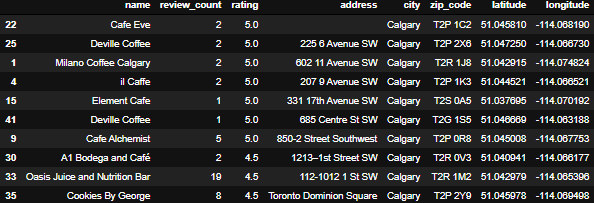 name review_count rating address city zip_code latitude longitude
22 Cafe Eve 2 5.0 Calgary T2P 1C2 51.045810 -114.068190
25 Deville Coffee 2 5.0 225 6 Avenue SW Calgary T2P 2X6 51.047250 -114.066730
1 Milano Coffee Calgary 2 5.0 602 11 Avenue SW Calgary T2R 1J8 51.042915 -114.074824
4 il Caffe 2 5.0 207 9 Avenue SW Calgary T2P 1K3 51.044521 -114.066521
15 Element Cafe 1 5.0 331 17th Avenue SW Calgary T2S 0A5 51.037695 -114.070192
41 Deville Coffee 1 5.0 685 Centre St SW Calgary T2G 1S5 51.046669 -114.063188
9 Cafe Alchemist 5 5.0 850-2 Street Southwest Calgary T2P 0R8 51.045008 -114.067753
30 A1 Bodega and Café 2 4.5 1213–1st Street SW Calgary T2R 0V3 51.040941 -114.066177
33 Oasis Juice and Nutrition Bar 19 4.5 112-1012 1 St SW Calgary T2R 1M2 51.042979 -114.065396
35 Cookies By George 8 4.5 Toronto Dominion Square Calgary T2P 2Y9 51.045978 -114.069498